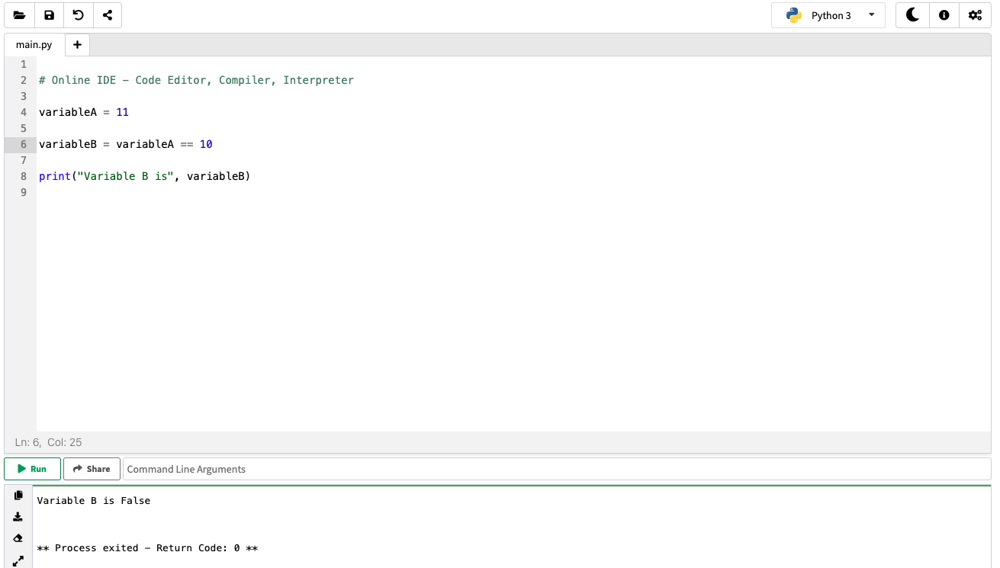 Python 3
main.py +
1
2 # Online IDE - Code Editor, Compiler, Interpreter
3
4 variableA = 11
5
6 variableB = variableA == 10
7
8 print("Variable B is", variableB)
9
Ln: 6, Col: 25
Run Share Command Line Arguments
Variable B is False
** Process exited - Return Code: 0 **